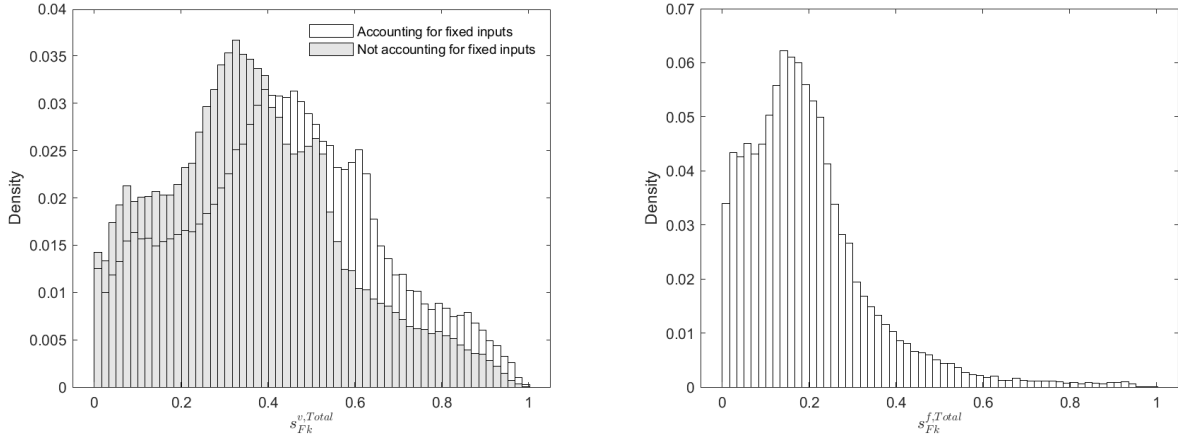 0.04
0.035
0.03
0.025
0.02
0.015
0.01
0.005
0
Density
Accounting for fixed inputs
Not accounting for fixed inputs
0 0.2 0.4 0.6 0.8 1
s_{Fk}^{v,Total}
0.07
0.06
0.05
0.04
0.03
0.02
0.01
0
Density
0 0.2 0.4 0.6 0.8 1
s_{Fk}^{f,Total}